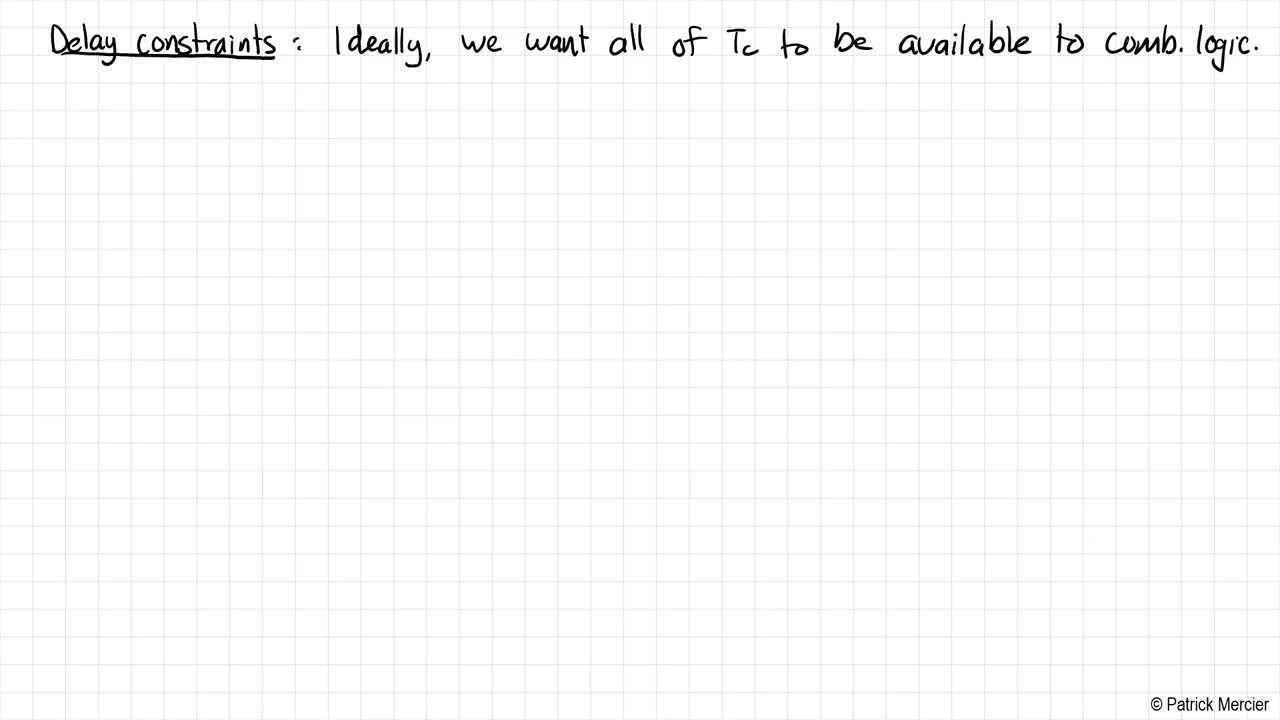 Delay constraints : Ideally, we want all of Tc to be available to comb. logic.
© Patrick Mercier